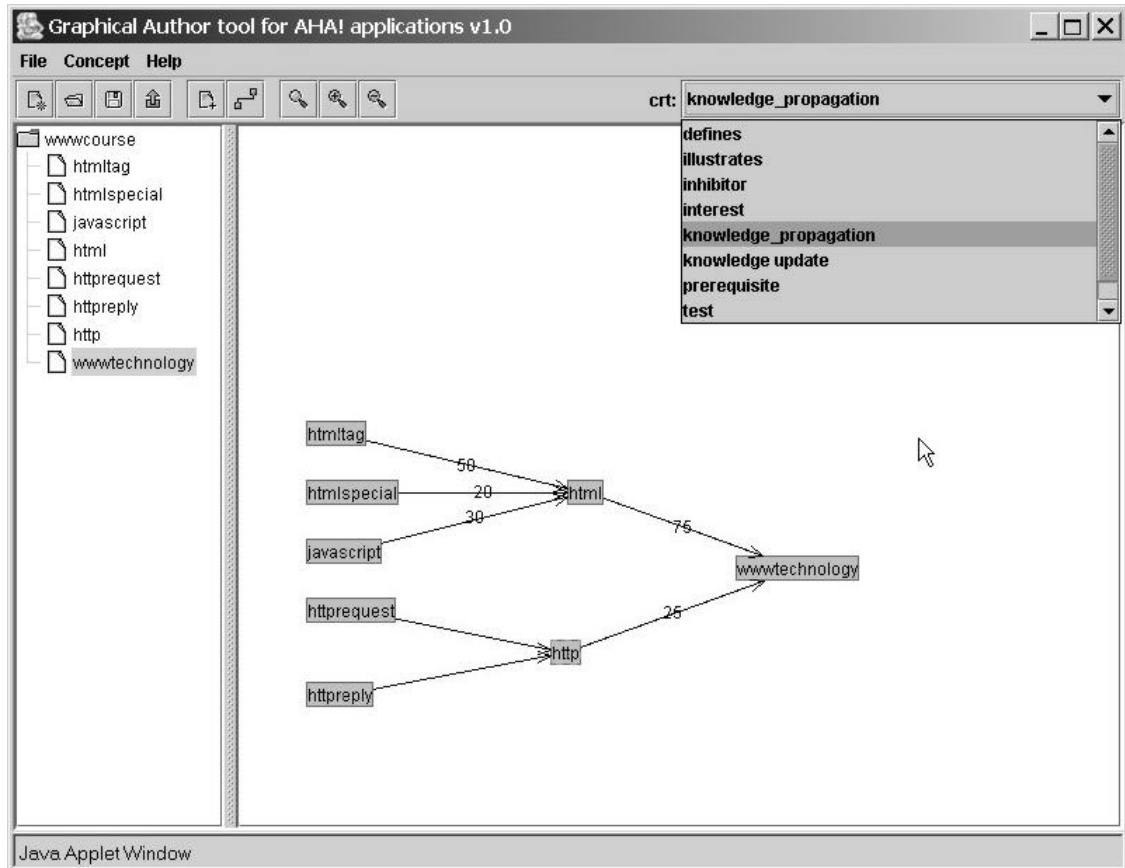 Graphical Author tool for AHA! applications v1.0
File Concept Help
crt: knowledge_propagation
defines
illustrates
inhibitor
interest
knowledge_propagation
knowledge update
prerequisite
test
wwwcourse
htmltag
htmlspecial
javascript
html
httprequest
httpreply
http
wwwtechnology
htmltag
50
htmlspecial
20
html
30
javascript
75
wwwtechnology
httprequest
25
http
httpreply
Java Applet Window